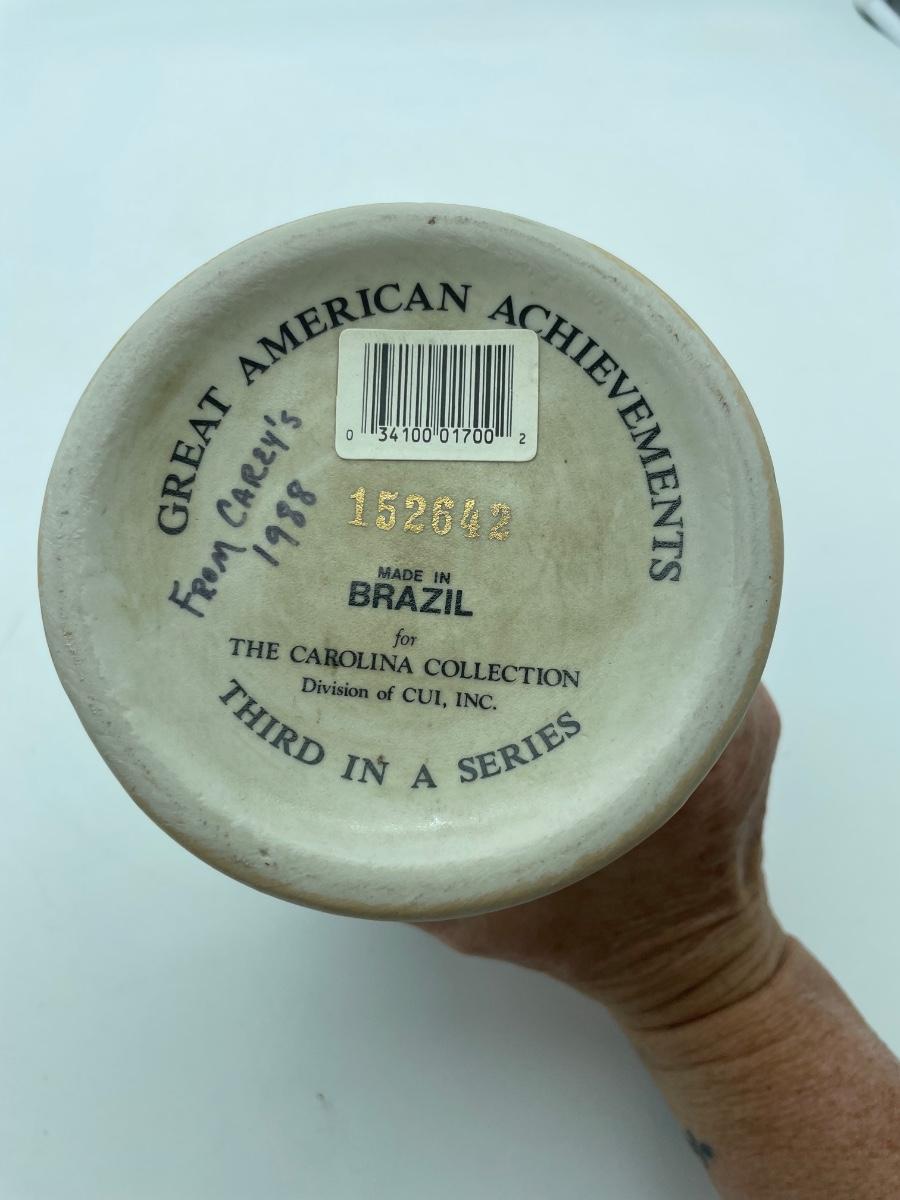 GREAT AMERICAN ACHIEVEMENTS
0 34100 01700 2
FROM CARLY'S
1988
152642
MADE IN
BRAZIL
for
THE CAROLINA COLLECTION
Division of CUI, INC.
THIRD IN A SERIES